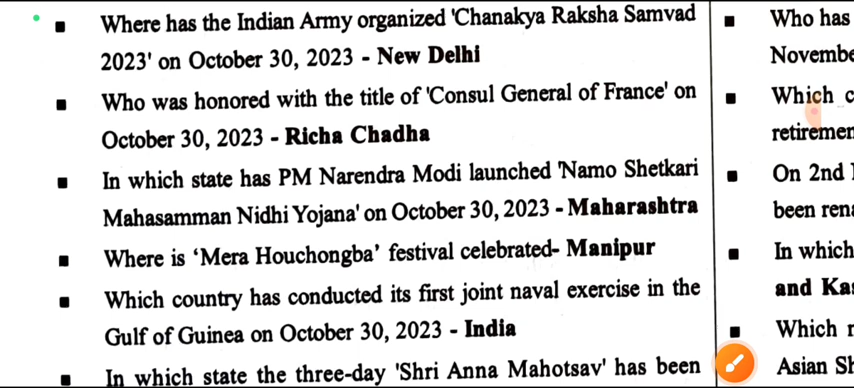 Where has the Indian Army organized 'Chanakya Raksha Samvad
2023' on October 30, 2023 - New Delhi
Who was honored with the title of 'Consul General of France' on
October 30, 2023 - Richa Chadha
In which state has PM Narendra Modi launched 'Namo Shetkari
Mahasamman Nidhi Yojana' on October 30, 2023 - Maharashtra
Where is ‘Mera Houchongba’ festival celebrated- Manipur
Which country has conducted its first joint naval exercise in the
Gulf of Guinea on October 30, 2023 - India
In which state the three-day 'Shri Anna Mahotsav' has been
Who has
Which
On 2nd
been
In which
and
Which
Asian